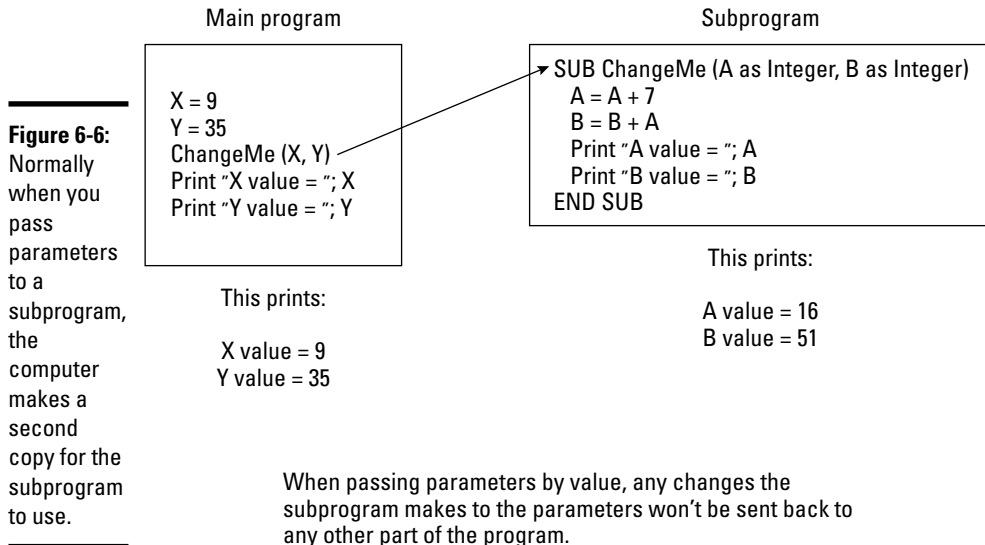 Main program
X = 9
Y = 35
ChangeMe (X, Y)
Print "X value = "; X
Print "Y value = "; Y
This prints:
X value = 9
Y value = 35
Subprogram
SUB ChangeMe (A as Integer, B as Integer)
A = A + 7
B = B + A
Print "A value = "; A
Print "B value = "; B
END SUB
This prints:
A value = 16
B value = 51
When passing parameters by value, any changes the
subprogram makes to the parameters won't be sent back to
any other part of the program.
Figure 6-6:
Normally
when you
pass
parameters
to a
subprogram,
the
computer
makes a
second
copy for the
subprogram
to use.